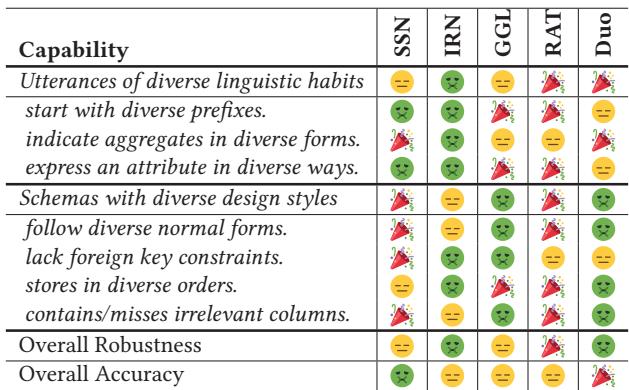 Capability SSN IRN GGL RAT Duo
Utterances of diverse linguistic habits
start with diverse prefixes.
indicate aggregates in diverse forms.
express an attribute in diverse ways.
Schemas with diverse design styles
follow diverse normal forms.
lack foreign key constraints.
stores in diverse orders.
contains/misses irrelevant columns.
Overall Robustness
Overall Accuracy